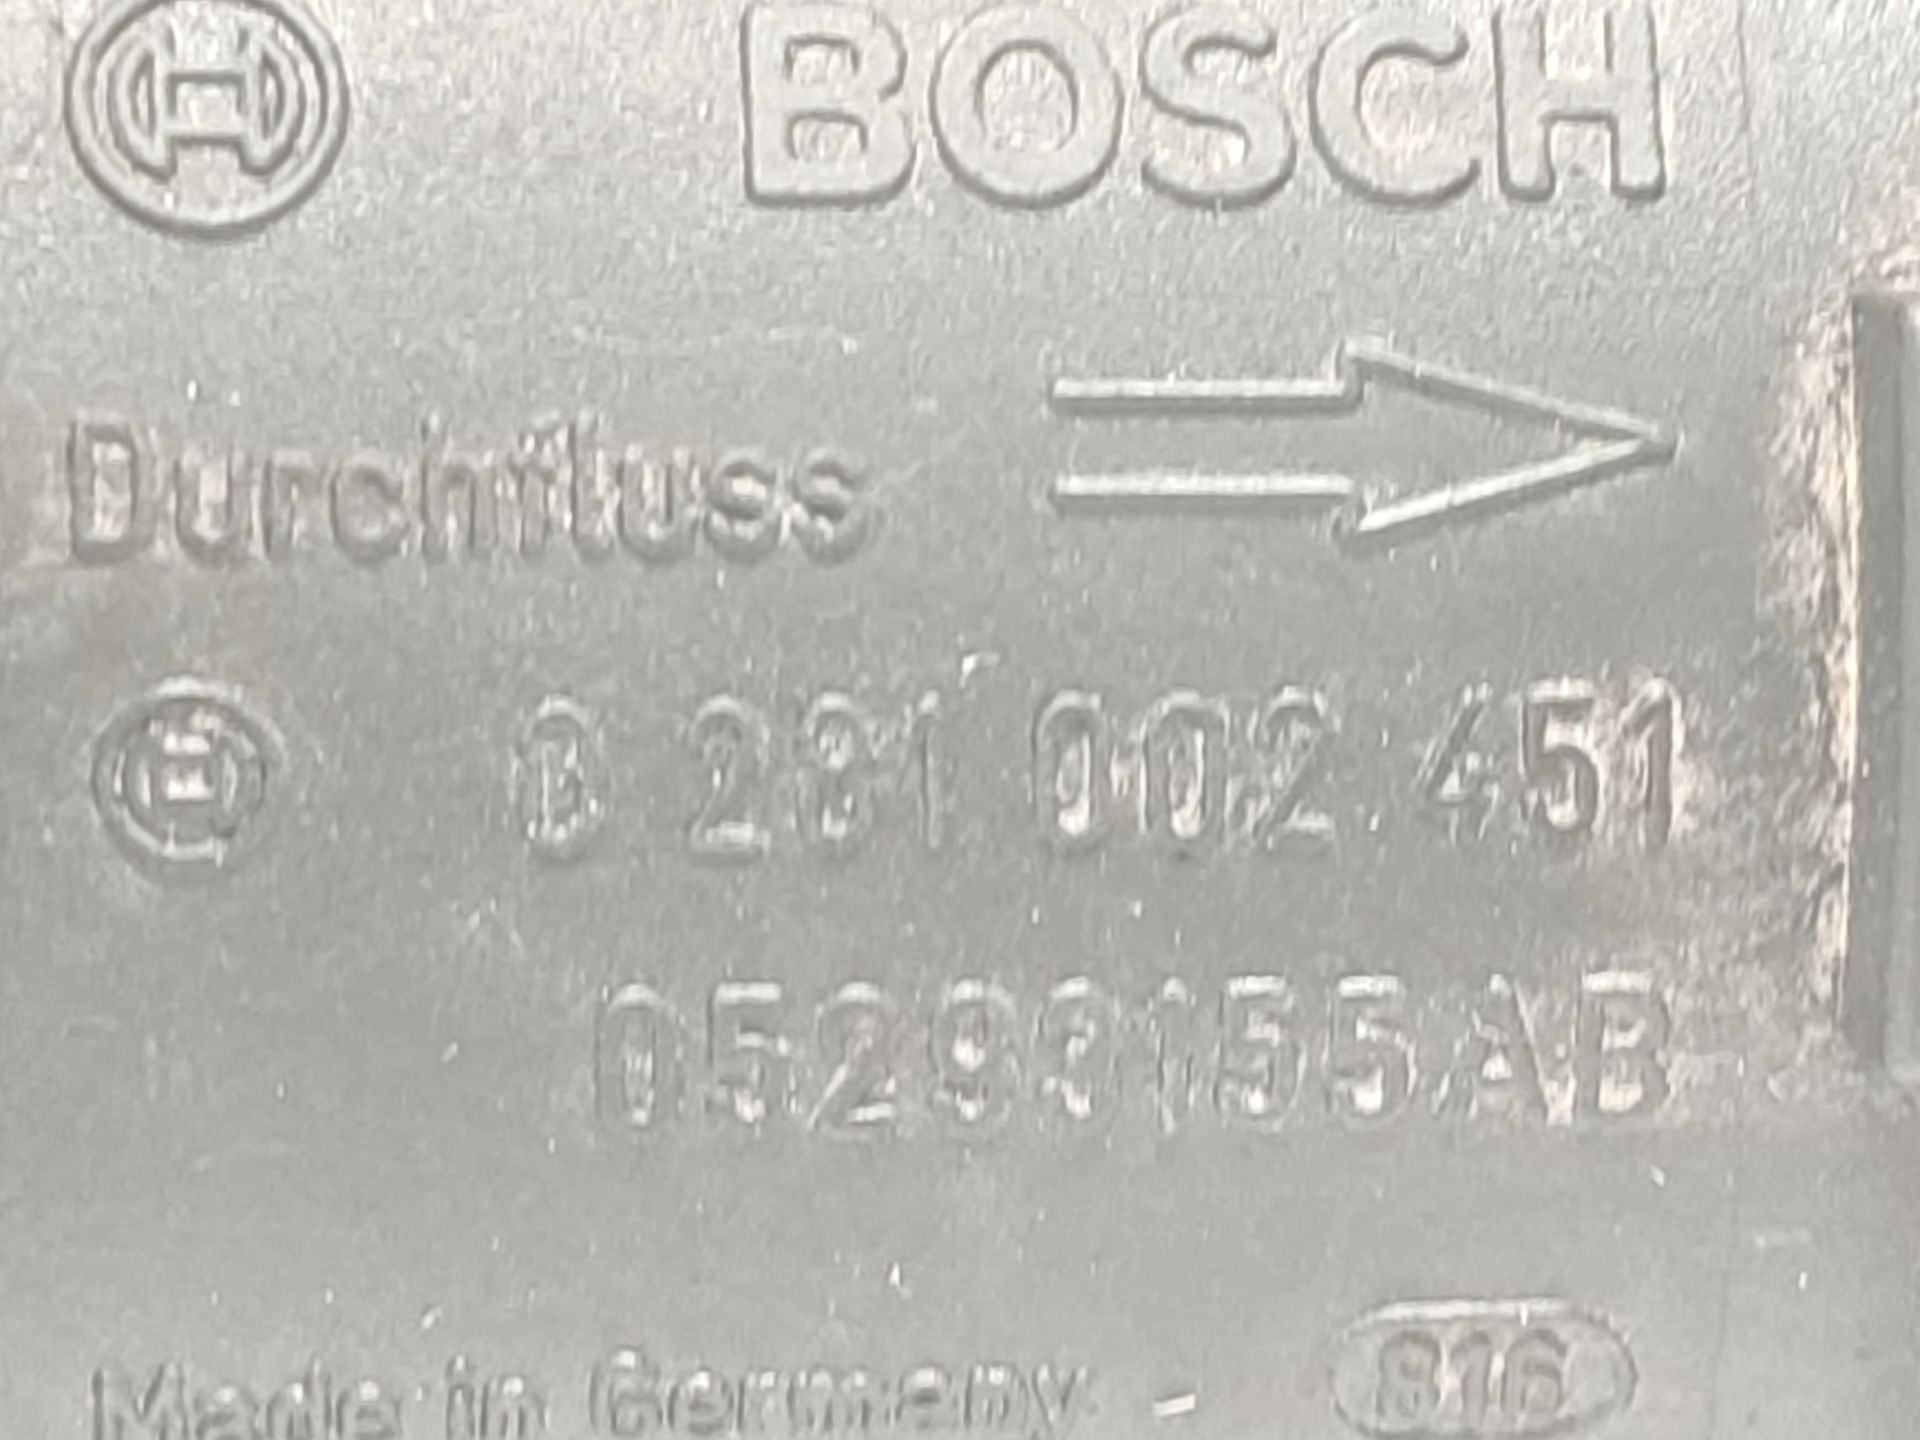 BOSCH
Durchfluss
0 281 002 451
05293155AB
Made in Germany
816